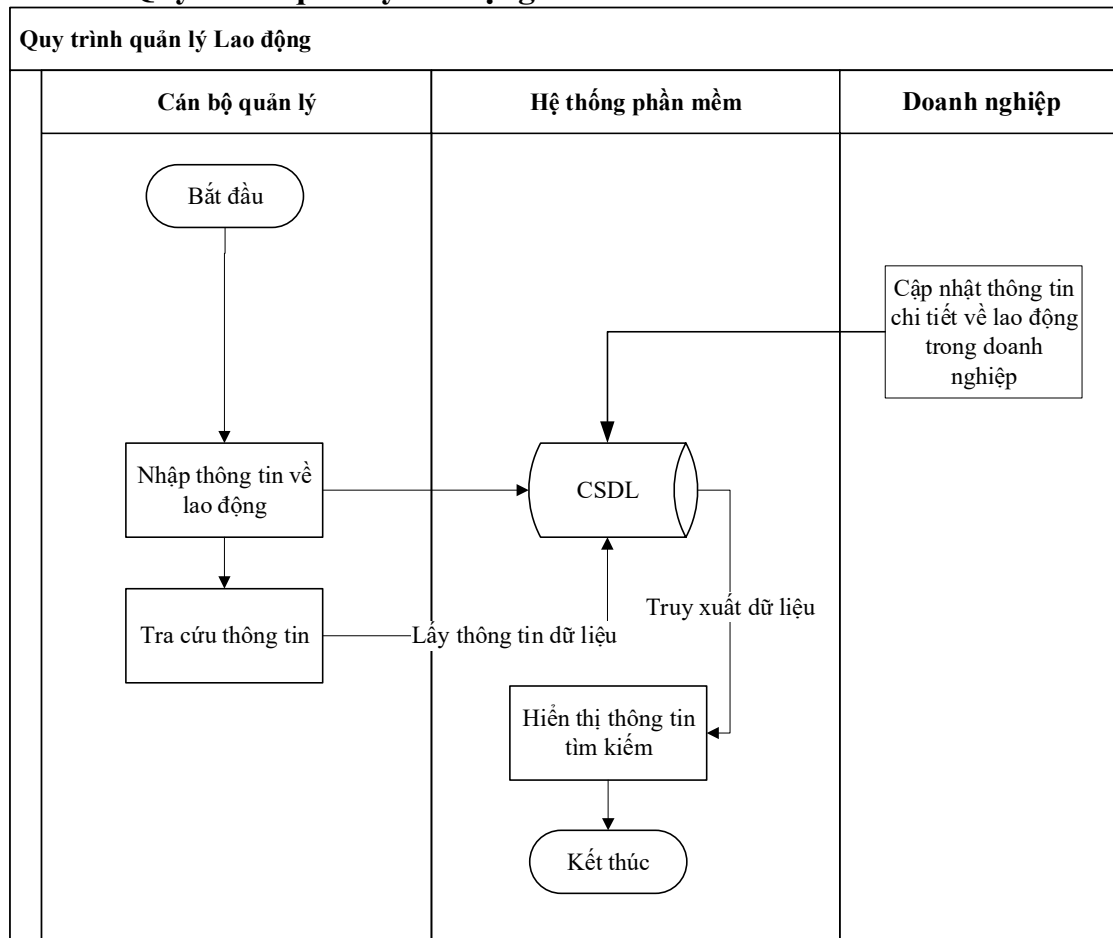 Quy trình quản lý Lao động
Cán bộ quản lý
Hệ thống phần mềm
Doanh nghiệp
Bắt đầu
Cập nhật thông tin
chi tiết về lao động
trong doanh
nghiệp
Nhập thông tin về
lao động
CSDL
Truy xuất dữ liệu
Tra cứu thông tin
Lấy thông tin dữ liệu
Hiển thị thông tin
tìm kiếm
Kết thúc